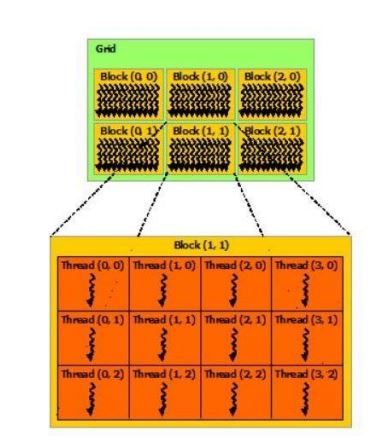 Grid
Block (0, 0) Block (1, 0) Block (2, 0)
Block (0, 1) Block (1, 1) Block (2, 1)
Block (1, 1)
Thread (0, 0) Thread (1, 0) Thread (2, 0) Thread (3, 0)
Thread (0, 1) Thread (1, 1) Thread (2, 1) Thread (3, 1)
Thread (0, 2) Thread (1, 2) Thread (2, 2) Thread (3, 2)